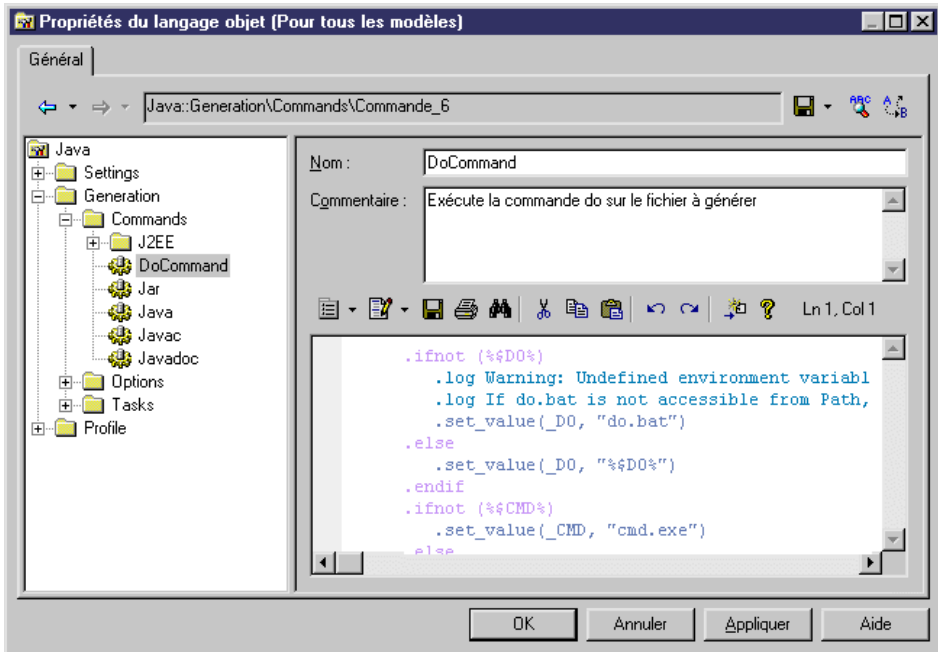 Propriétés du langage objet (Pour tous les modèles)
Général
Java::Generation\Commands\Commande_6
Java
Settings
Generation
Commands
J2EE
DoCommand
Jar
Java
Javac
Javadoc
Options
Tasks
Profile
Nom :
DoCommand
Commentaire :
Exécute la commande do sur le fichier à générer
Ln 1, Col 1
.ifnot (%$DO%)
.log Warning: Undefined environment variabl
.log If do.bat is not accessible from Path,
.set_value(_DO, "do.bat")
.else
.set_value(_DO, "%$DO%")
.endif
.ifnot (%$CMD%)
.set_value(_CMD, "cmd.exe")
.else
OK
Annuler
Appliquer
Aide